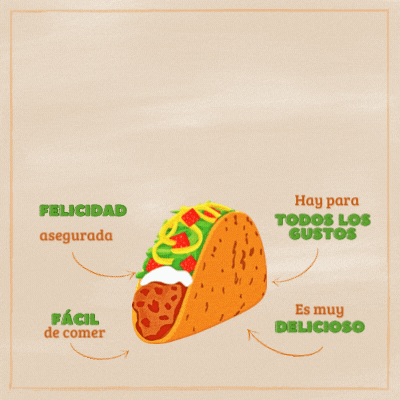 FELICIDAD
asegurada
Hay para
TODOS LOS
GUSTOS
FÁCIL
de comer
Es muy
DELICIOSO